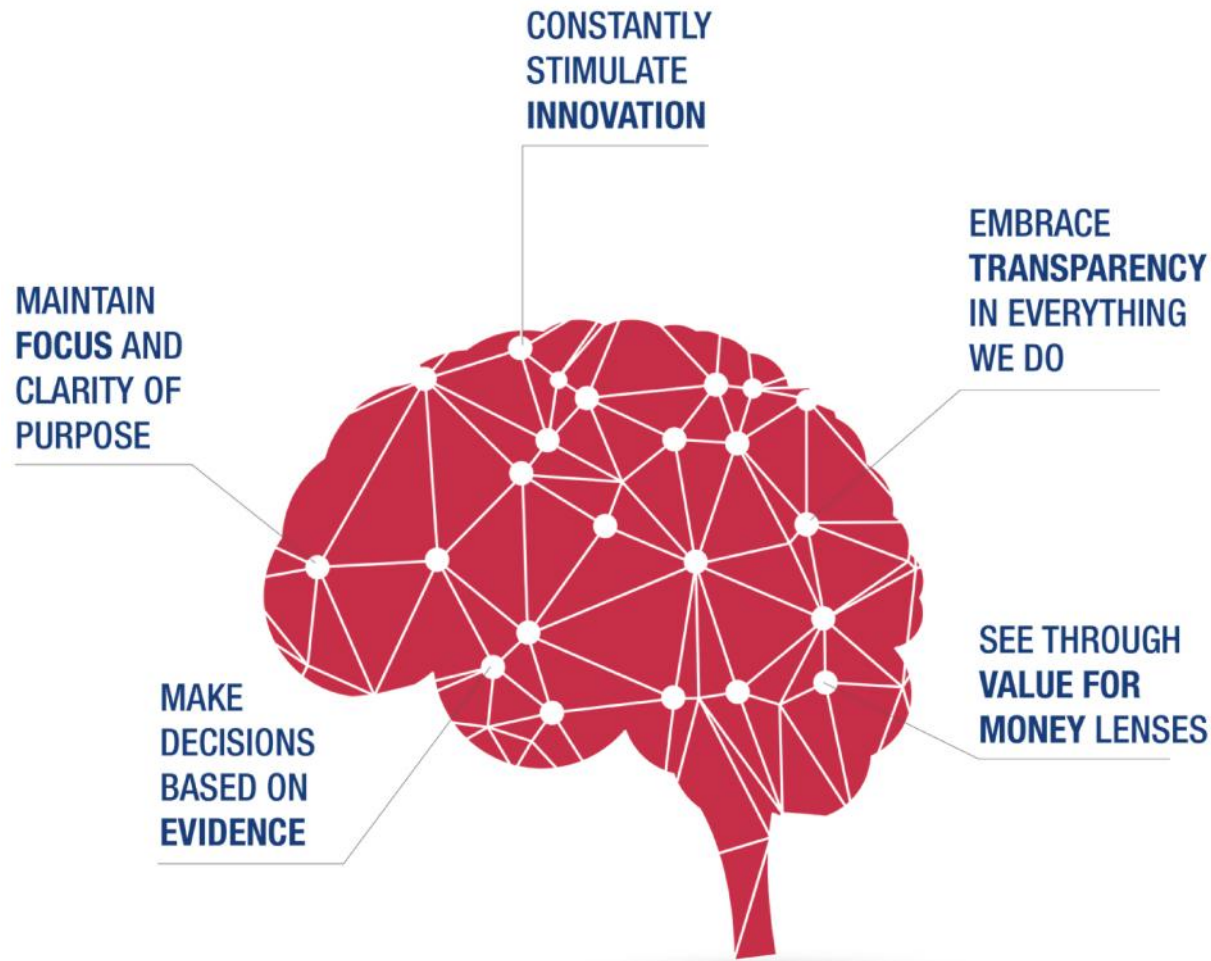 CONSTANTLY
STIMULATE
INNOVATION
EMBRACE
TRANSPARENCY
IN EVERYTHING
WE DO
MAINTAIN
FOCUS AND
CLARITY OF
PURPOSE
SEE THROUGH
VALUE FOR
MONEY LENSES
MAKE
DECISIONS
BASED ON
EVIDENCE